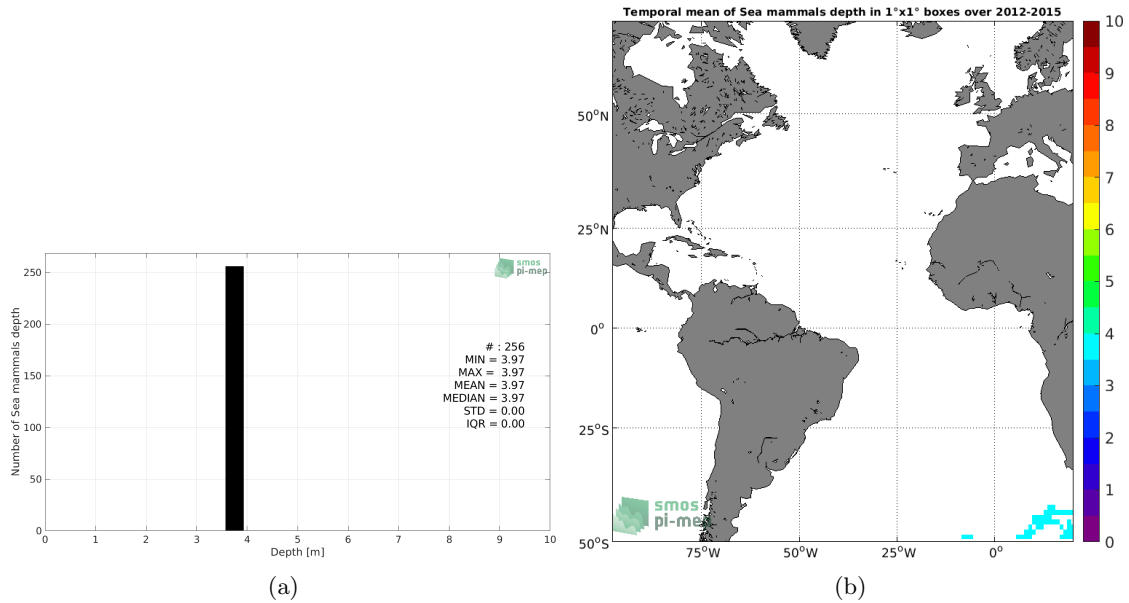 Temporal mean of Sea mammals depth in 1°x1° boxes over 2012-2015
smos
pi-mep
Number of Sea mammals depth
250
200
150
100
50
0
# : 256
MIN = 3.97
MAX = 3.97
MEAN = 3.97
MEDIAN = 3.97
STD = 0.00
IQR = 0.00
0 1 2 3 4 5 6 7 8 9 10
Depth [m]
(a)
50°N
25°N
0°
25°S
50°S
75°W 50°W 25°W 0°
smos
pi-mep
10
9
8
7
6
5
4
3
2
1
0
(b)